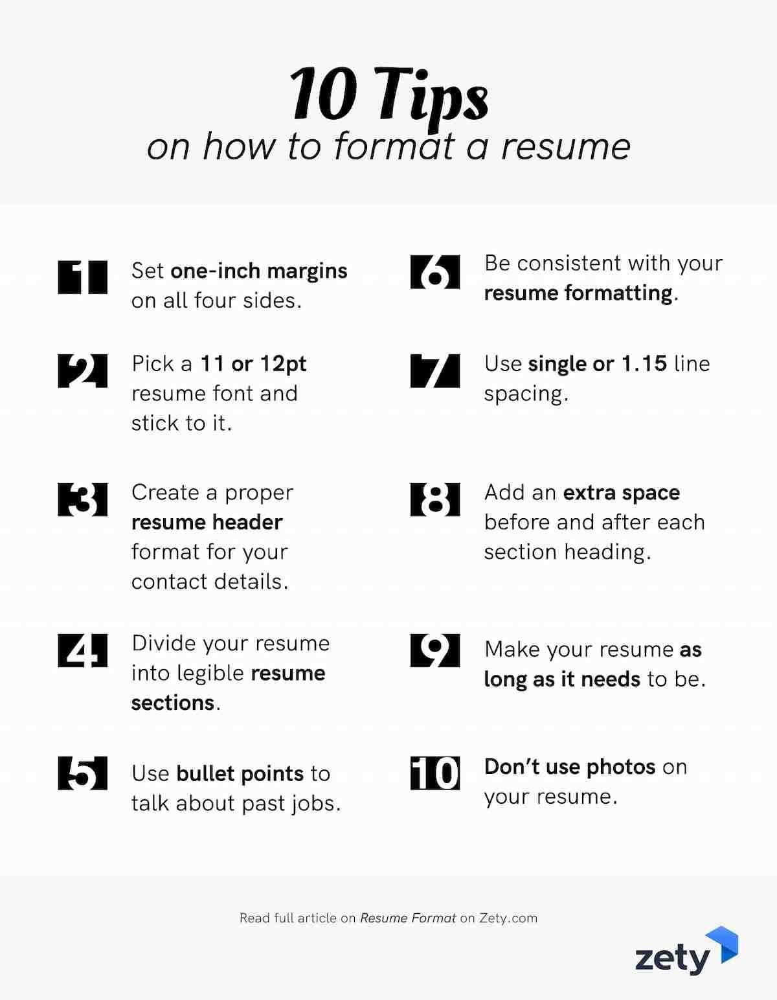 10 Tips
on how to format a resume
1
Set one-inch margins
on all four sides.
2
Pick a 11 or 12pt
resume font and
stick to it.
3
Create a proper
resume header
format for your
contact details.
4
Divide your resume
into legible resume
sections.
5
Use bullet points to
talk about past jobs.
6
Be consistent with your
resume formatting.
7
Use single or 1.15 line
spacing.
8
Add an extra space
before and after each
section heading.
9
Make your resume as
long as it needs to be.
10
Don't use photos on
your resume.
Read full article on Resume Format on Zety.com
zety